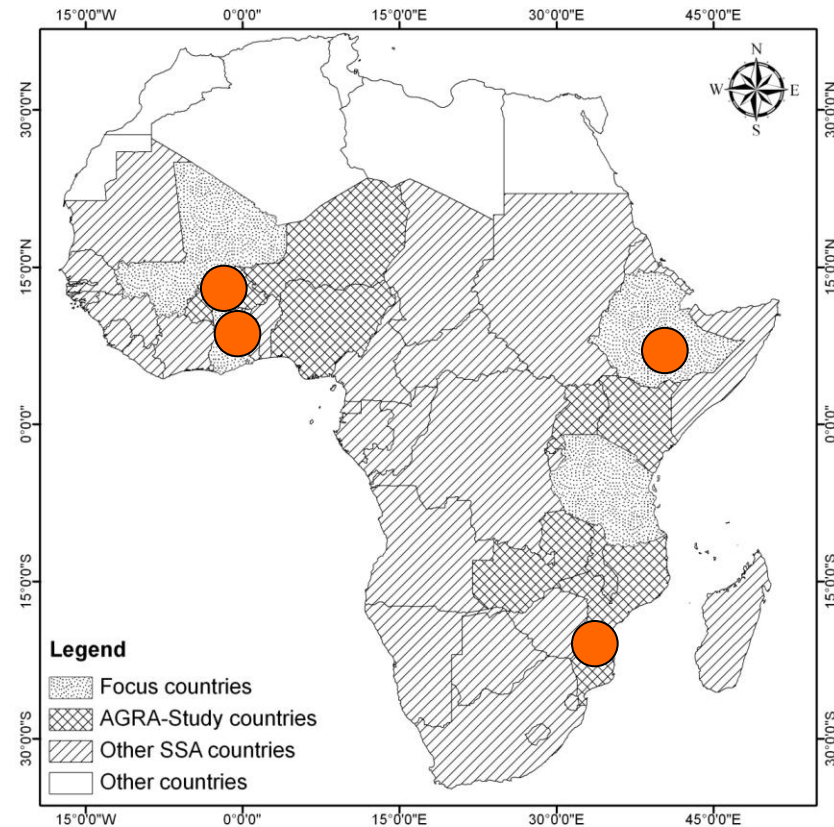 15°0'0"W 0°0'0" 15°0'0"E 30°0'0"E 45°0'0"E
N
W E
S
30°0'0"N 30°0'0"N
15°0'0"N 15°0'0"N
0°0'0" 0°0'0"
15°0'0"S 15°0'0"S
30°0'0"S 30°0'0"S
Legend
Focus countries
AGRA-Study countries
Other SSA countries
Other countries
15°0'0"W 0°0'0" 15°0'0"E 30°0'0"E 45°0'0"E